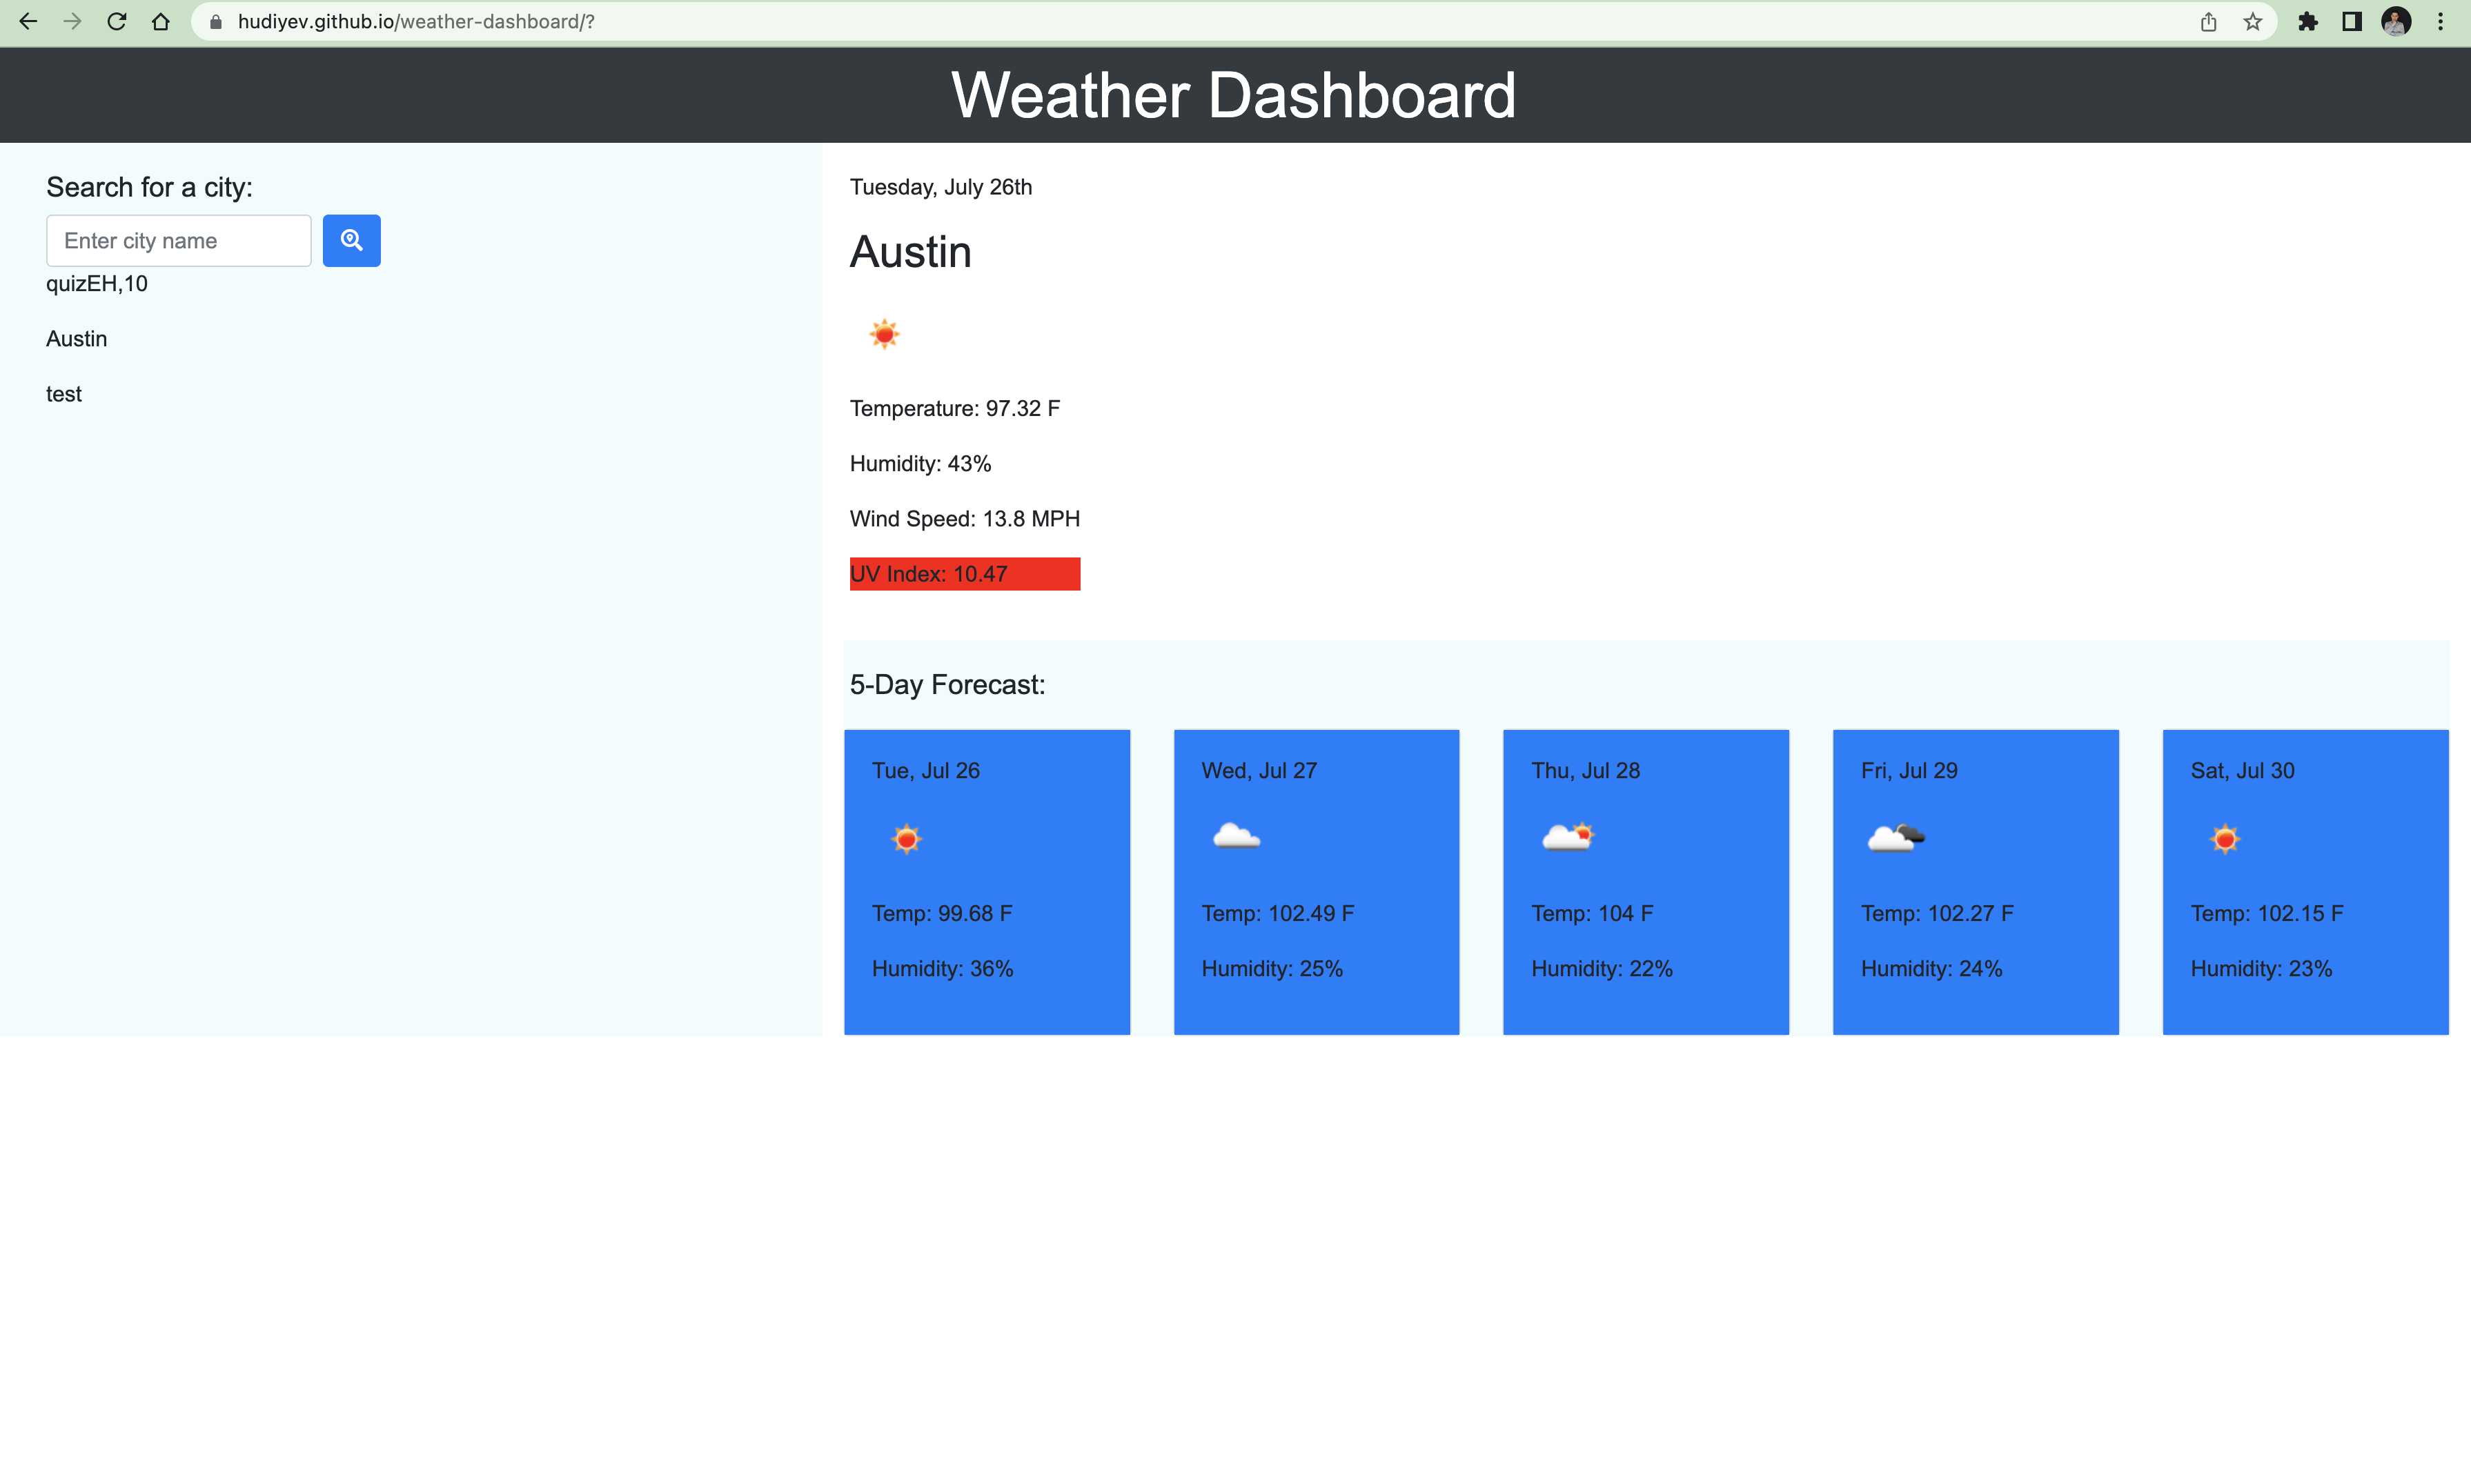 hudiyev.github.io/weather-dashboard/?
Weather Dashboard
Search for a city:
Enter city name
quizEH,10
Austin
test
Tuesday, July 26th
Austin
Temperature: 97.32 F
Humidity: 43%
Wind Speed: 13.8 MPH
UV Index: 10.47
5-Day Forecast:
Tue, Jul 26
Temp: 99.68 F
Humidity: 36%
Wed, Jul 27
Temp: 102.49 F
Humidity: 25%
Thu, Jul 28
Temp: 104 F
Humidity: 22%
Fri, Jul 29
Temp: 102.27 F
Humidity: 24%
Sat, Jul 30
Temp: 102.15 F
Humidity: 23%